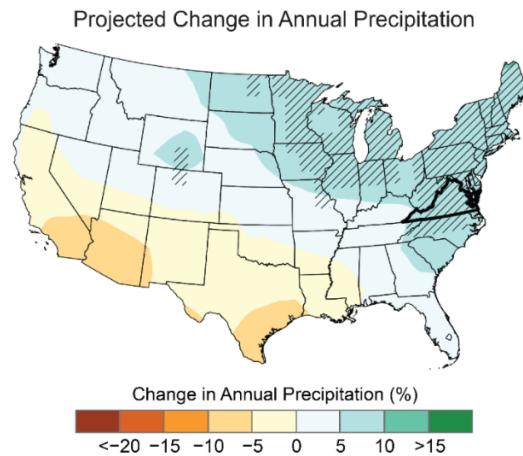 Projected Change in Annual Precipitation
Change in Annual Precipitation (%)
<−20 −15 −10 −5 0 5 10 >15